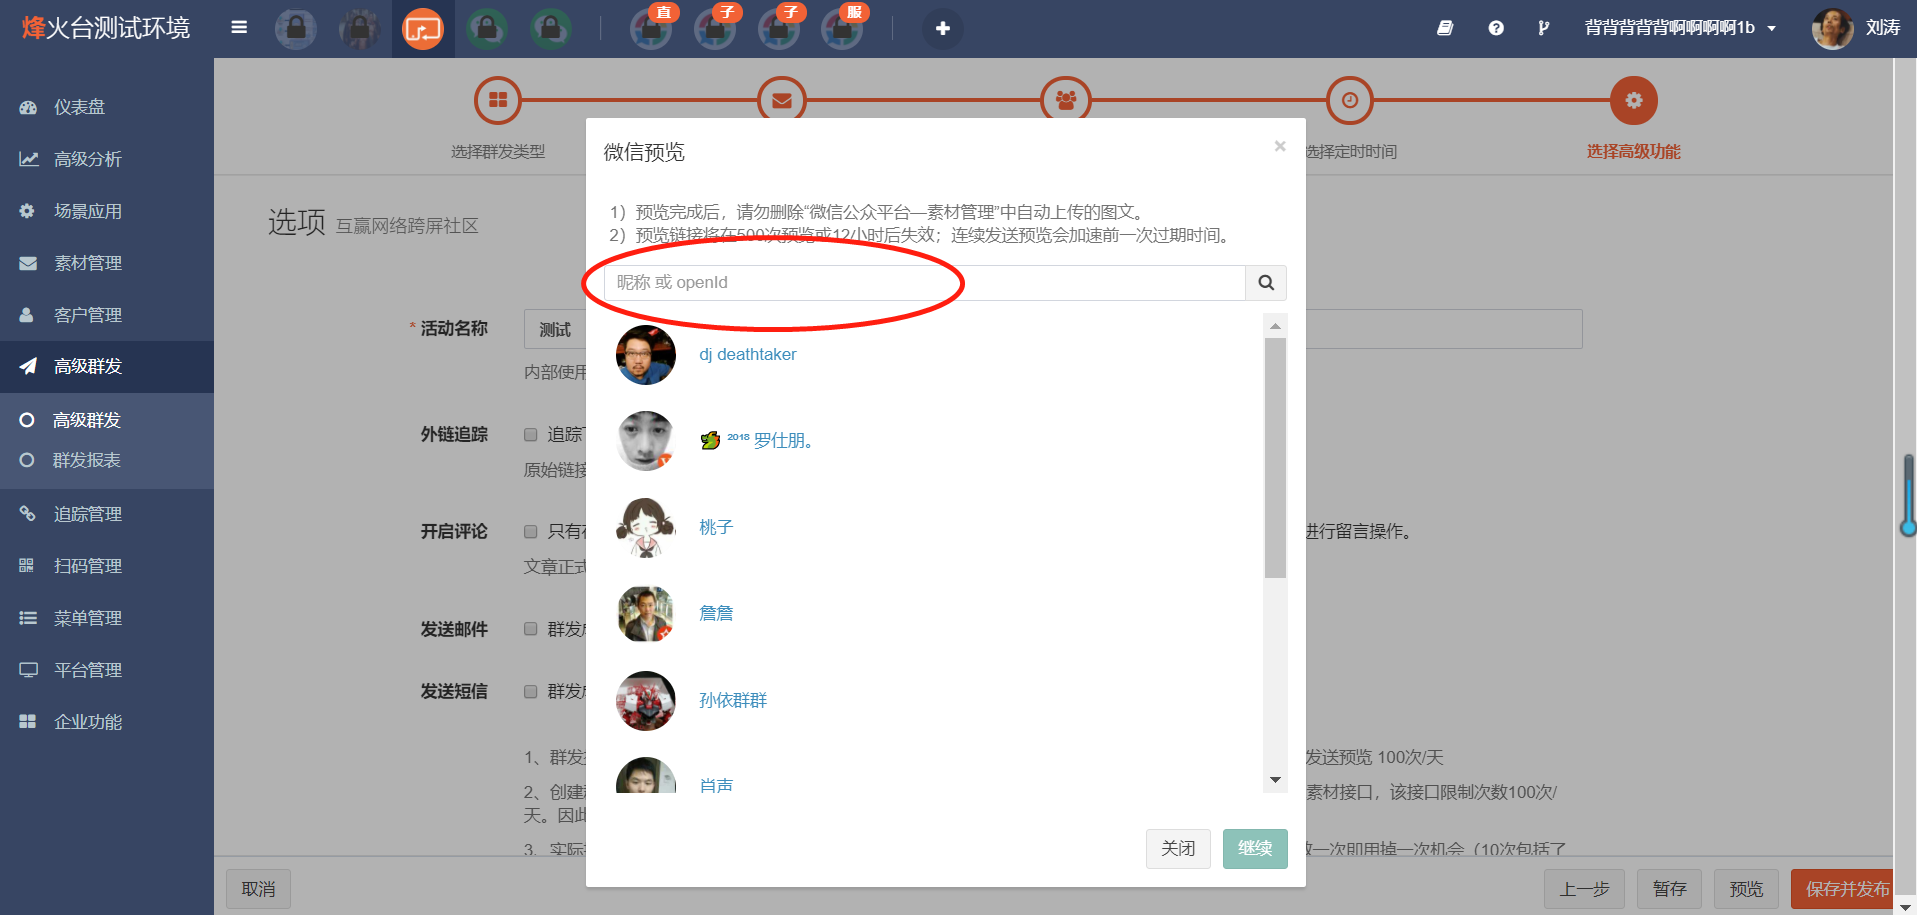 烽火台测试环境
直
子
子
服
背背背背背啊啊啊啊1b
刘涛
仪表盘
高级分析
场景应用
素材管理
客户管理
高级群发
高级群发
群发报表
追踪管理
扫码管理
菜单管理
平台管理
企业功能
选择群发类型
选择定时时间
选择高级功能
选项 互赢网络跨屏社区
* 活动名称
测试
内部使用
外链追踪
追踪
原始链接
开启评论
只有
进行留言操作。
文章正式
发送邮件
群发
发送短信
群发
1、群发
发送预览 100次/天
2、创建
素材接口，该接口限制次数100次/
天。因此
3、实际
一次即用掉一次机会（10次包括了
微信预览
×
1）预览完成后，请勿删除“微信公众平台—素材管理”中自动上传的图文。
2）预览链接将在500次预览或12小时后失效；连续发送预览会加速前一次过期时间。
昵称 或 openId
dj deathtaker
2018 罗仕朋。
桃子
詹詹
孙依群群
肖声
关闭
继续
取消
上一步
暂存
预览
保存并发布